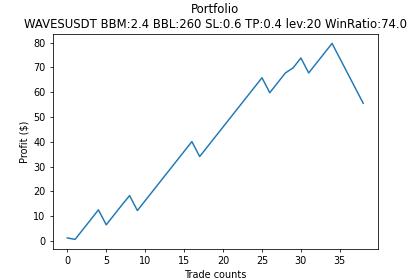 Portfolio
WAVESUSDT BBM:2.4 BBL:260 SL:0.6 TP:0.4 lev:20 WinRatio:74.0
80
70
60
50
40
30
20
10
0
Profit ($)
0 5 10 15 20 25 30 35
Trade counts